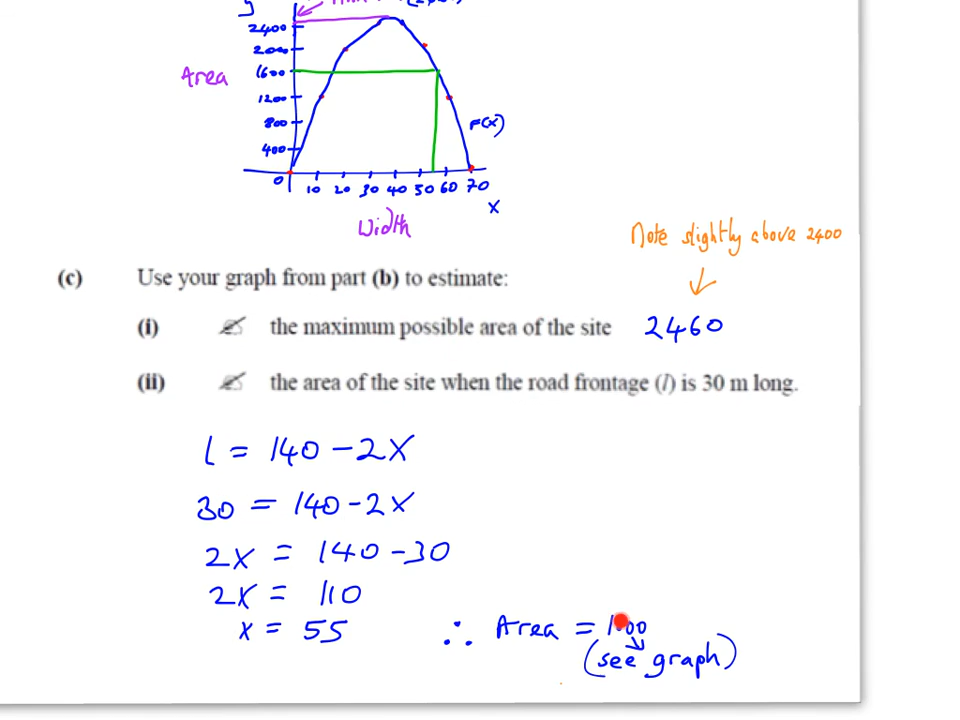 y
2400
2000
1600
Area
1200
800
F(x)
400
0
10 20 30 40 50 60 70
x
Width
Note slightly above 2400
(c) Use your graph from part (b) to estimate:
(i) the maximum possible area of the site 2460
(ii) the area of the site when the road frontage (l) is 30 m long.
l = 140 - 2x
30 = 140 - 2x
2x = 140 - 30
2x = 110
x = 55
∴ Area =
(see graph)